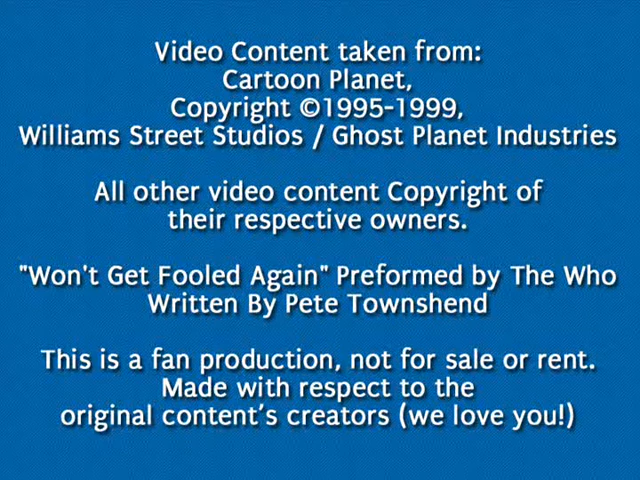 Video Content taken from:
Cartoon Planet,
Copyright ©1995-1999,
Williams Street Studios / Ghost Planet Industries
All other video content Copyright of
their respective owners.
"Won't Get Fooled Again" Preformed by The Who
Written By Pete Townshend
This is a fan production, not for sale or rent.
Made with respect to the
original content's creators (we love you!)